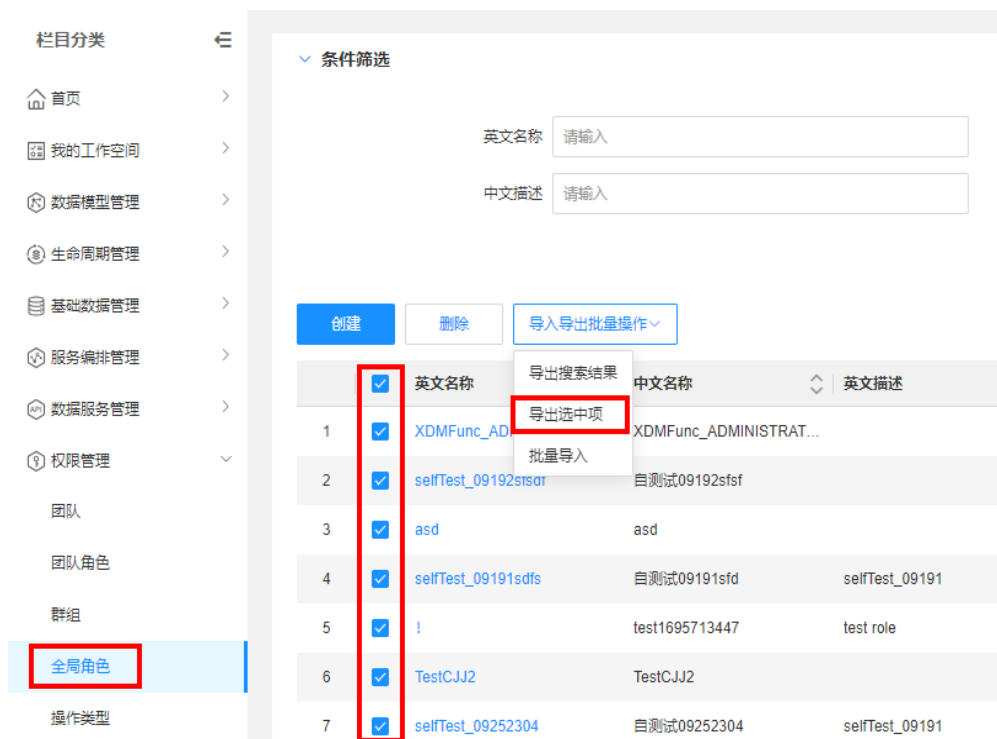 栏目分类
首页
我的工作空间
数据模型管理
生命周期管理
基础数据管理
服务编排管理
API 数据服务管理
权限管理
团队
团队角色
群组
全局角色
操作类型
条件筛选
英文名称 请输入
中文描述 请输入
创建 删除 导入导出批量操作
导出搜索结果
导出选中项
批量导入
英文名称 中文名称 英文描述
1 XDMFunc_AD XDMFunc_ADMINISTRAT...
2 selfTest_09192sfsdf 自测试09192sfsf
3 asd asd
4 selfTest_09191sdfs 自测试09191sfd selfTest_09191
5 ! test1695713447 test role
6 TestCJJ2 TestCJJ2
7 selfTest_09252304 自测试09252304 selfTest_09191